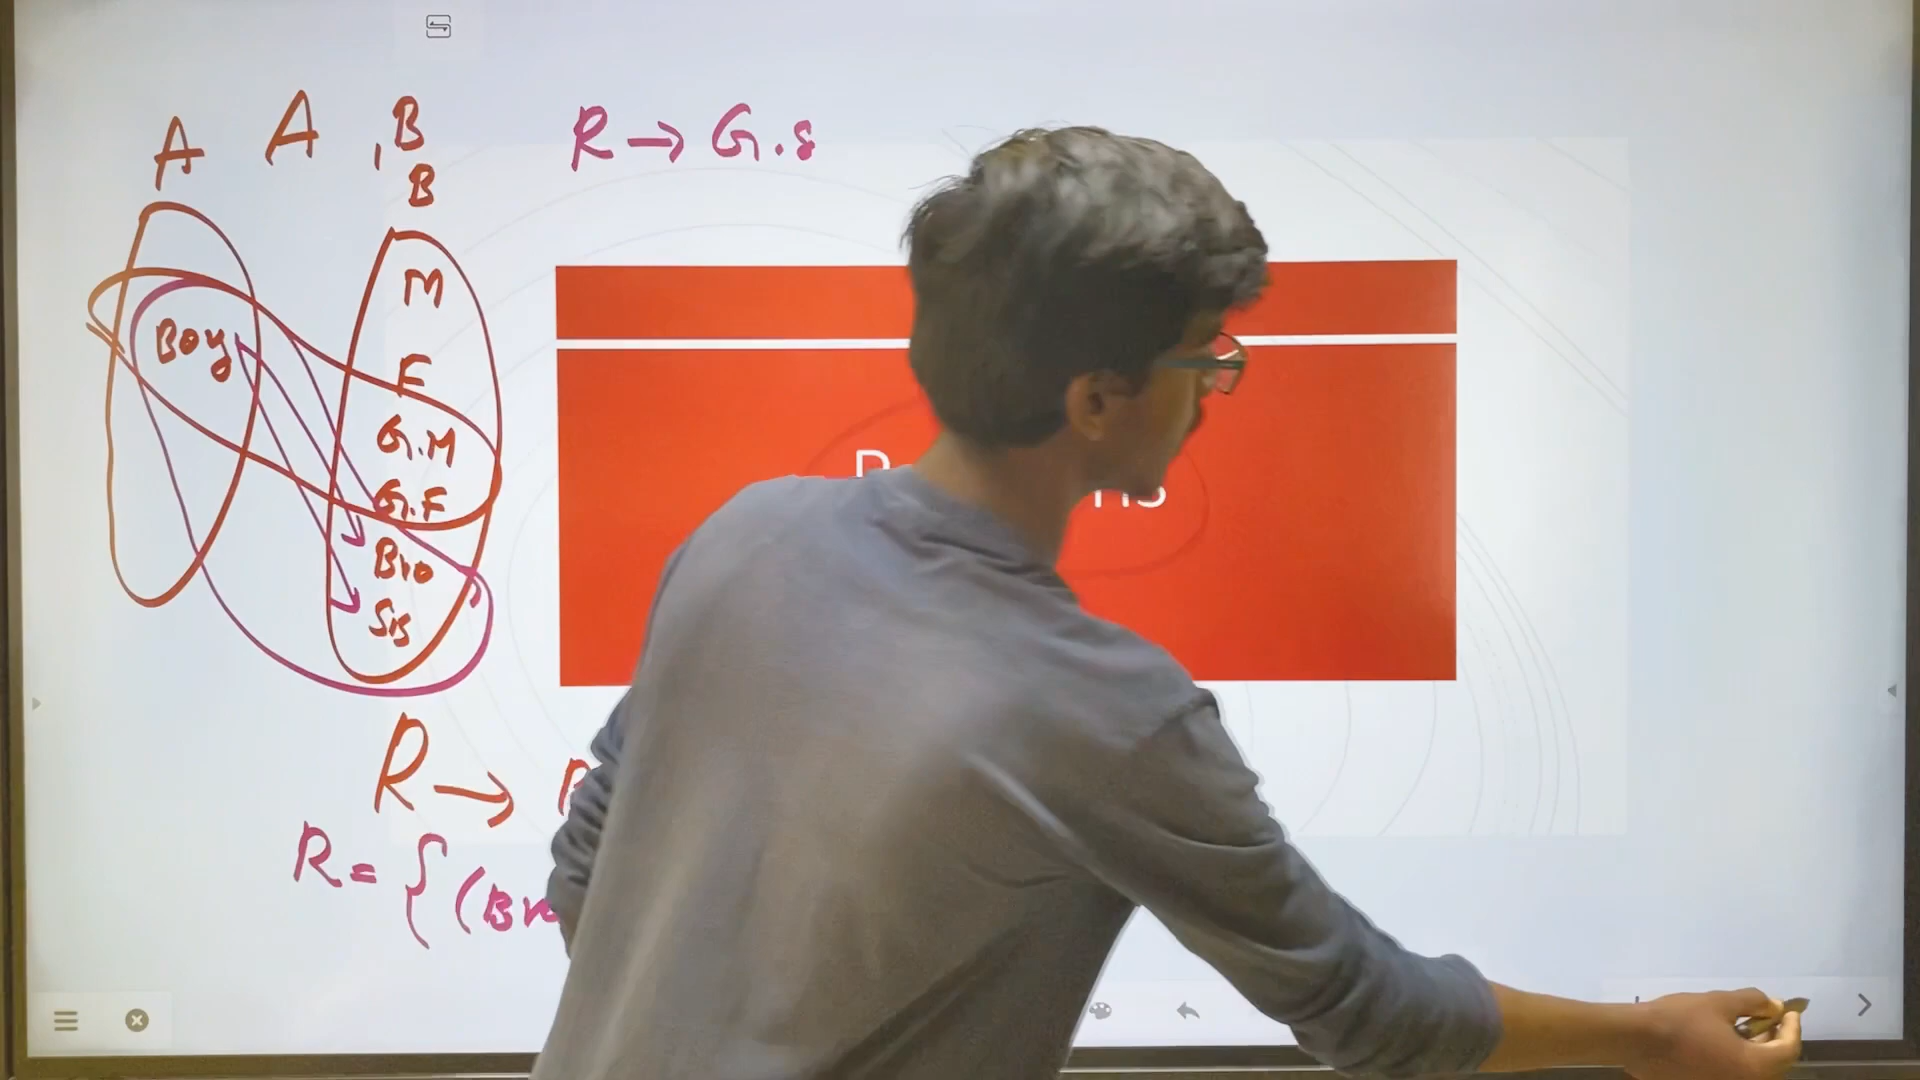 A A , B R → G.S
B
M
Boy
F
G.M
G.F
Bro
Sis
R →
R = { (Bro